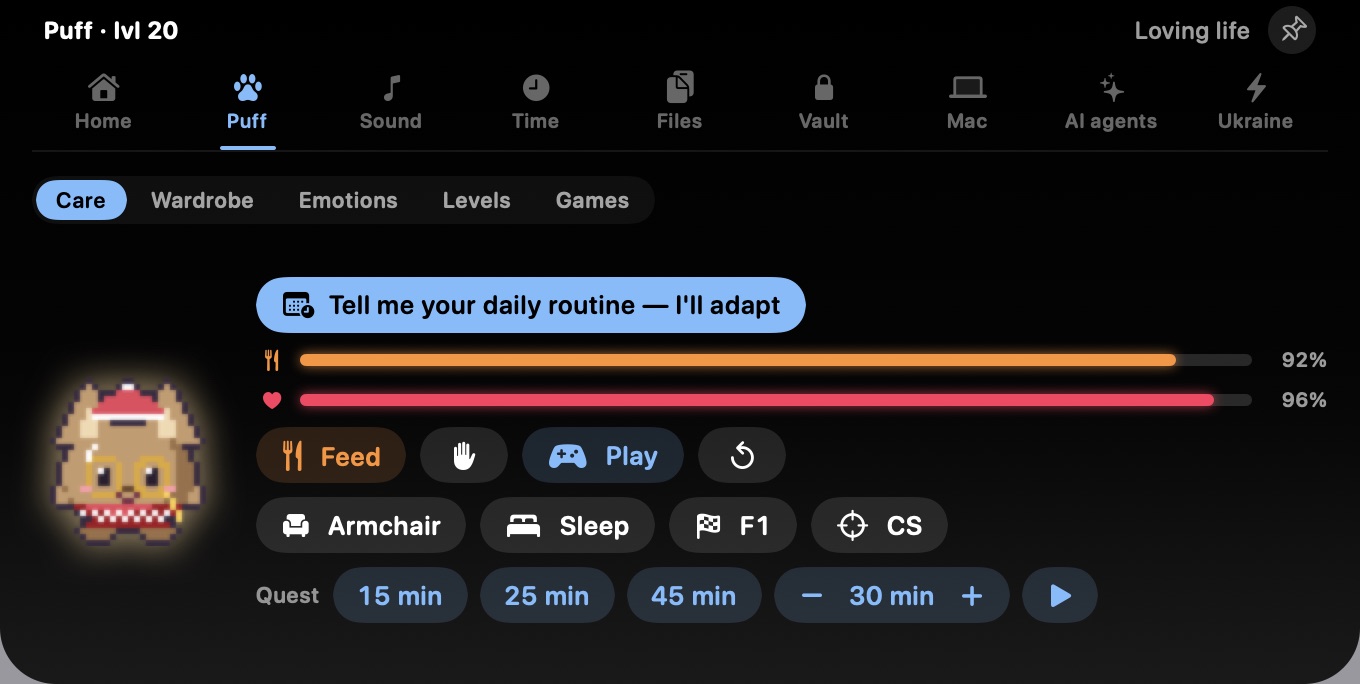 Puff · lvl 20
Loving life
Home
Puff
Sound
Time
Files
Vault
Mac
AI agents
Ukraine
Care
Wardrobe
Emotions
Levels
Games
Tell me your daily routine — I'll adapt
92%
96%
Feed
Play
Armchair
Sleep
F1
CS
Quest
15 min
25 min
45 min
− 30 min +